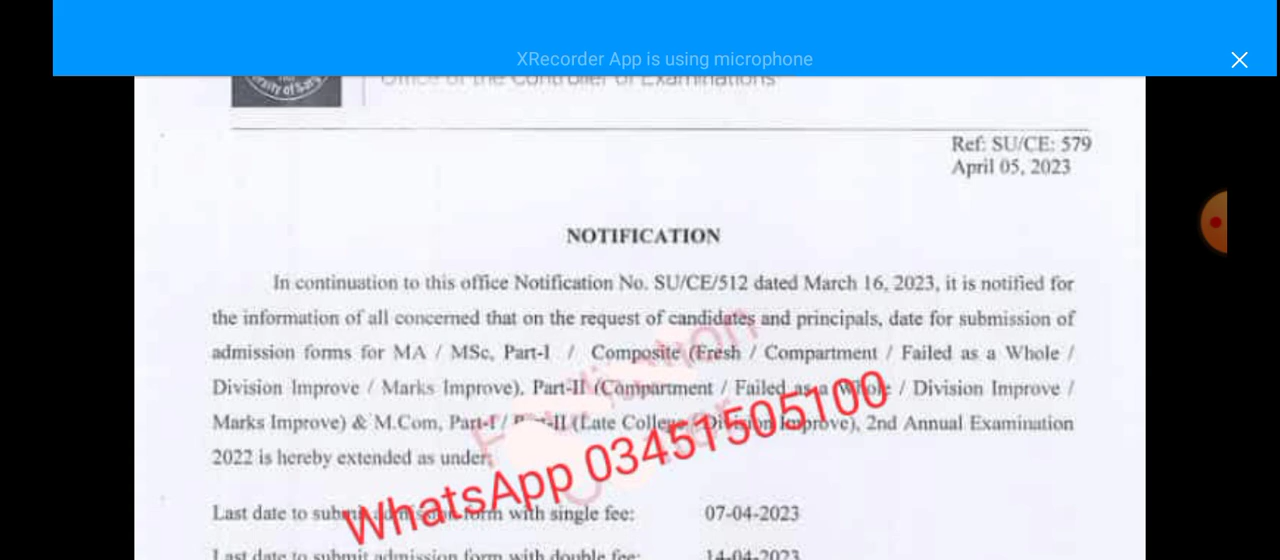 XRecorder App is using microphone
Office of the Controller of Examinations
Ref: SU/CE: 579
April 05, 2023
NOTIFICATION
In continuation to this office Notification No. SU/CE/512 dated March 16, 2023, it is notified for
the information of all concerned that on the request of candidates and principals, date for submission of
admission forms for MA / MSc, Part-I / Composite (Fresh / Compartment / Failed as a Whole /
Division Improve / Marks Improve), Part-II (Compartment / Failed as a Whole / Division Improve /
Marks Improve) & M.Com, Part-I / Part-II (Late College / Division Improve), 2nd Annual Examination
2022 is hereby extended as under:
WhatsApp 03451505100
Last date to submit admission form with single fee: 07-04-2023
Last date to submit admission form with double fee: 14-04-2023